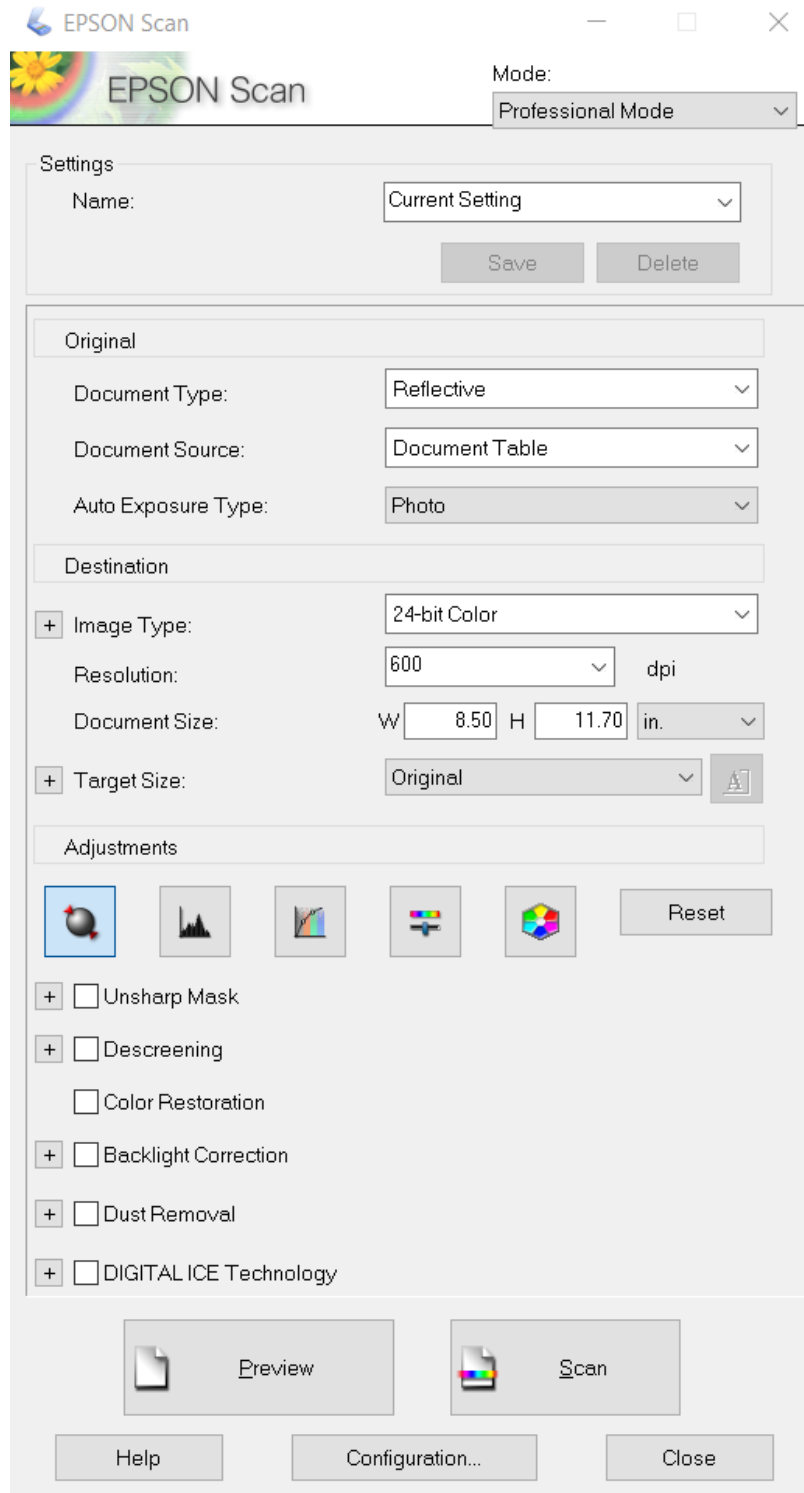 EPSON Scan
EPSON Scan
Mode:
Professional Mode
Settings
Name: Current Setting
Save Delete
Original
Document Type: Reflective
Document Source: Document Table
Auto Exposure Type: Photo
Destination
+ Image Type: 24-bit Color
Resolution: 600 dpi
Document Size: W 8.50 H 11.70 in.
+ Target Size: Original A
Adjustments
Reset
+ Unsharp Mask
+ Descreening
Color Restoration
+ Backlight Correction
+ Dust Removal
+ DIGITAL ICE Technology
Preview Scan
Help Configuration... Close